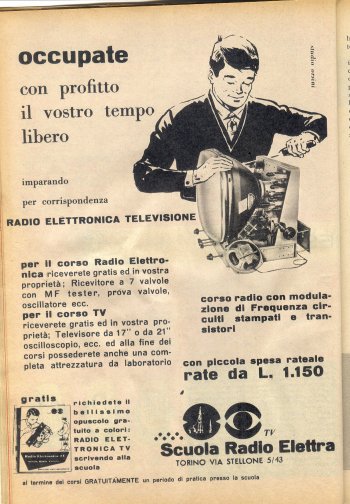 occupate
con profitto
il vostro tempo
libero
studio orsini
imparando
per corrispondenza
RADIO ELETTRONICA TELEVISIONE
per il corso Radio Elettro-
nica riceverete gratis ed in vostra
proprietà; Ricevitore a 7 valvole
con MF tester, prova valvole,
oscillatore ecc.
per il corso TV
riceverete gratis ed in vostra pro-
prietà; Televisore da 17" o da 21"
oscilloscopio, ecc. ed alla fine dei
corsi possederete anche una com-
pleta attrezzatura da laboratorio
corso radio con modula-
zione di Frequenza cir-
cuiti stampati e tran-
sistori
con piccola spesa rateale
rate da L. 1.150
gratis
richiedete il
bellissimo
opuscolo gra-
tuito a colori:
RADIO ELET-
TRONICA TV
scrivendo alla
scuola
TV
Scuola Radio Elettra
TORINO VIA STELLONE 5/43
al termine dei corsi GRATUITAMENTE un periodo di pratica presso la scuola